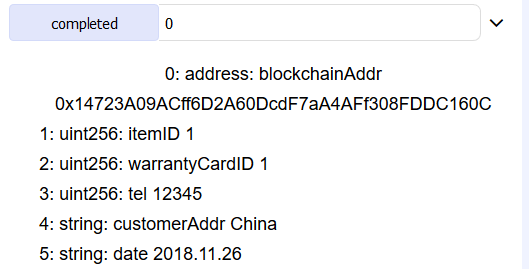 completed 0
0: address: blockchainAddr
0x14723A09ACff6D2A60DcdF7aA4AFf308FDDC160C
1: uint256: itemID 1
2: uint256: warrantyCardID 1
3: uint256: tel 12345
4: string: customerAddr China
5: string: date 2018.11.26